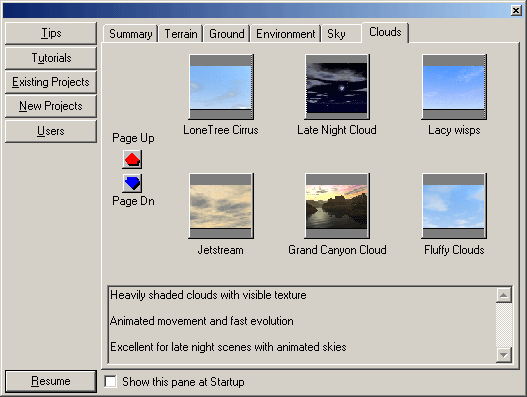 Tips
Tutorials
Existing Projects
New Projects
Users
Summary
Terrain
Ground
Environment
Sky
Clouds
Page Up
Page Dn
LoneTree Cirrus
Late Night Cloud
Lacy wisps
Jetstream
Grand Canyon Cloud
Fluffy Clouds
Heavily shaded clouds with visible texture
Animated movement and fast evolution
Excellent for late night scenes with animated skies
Resume
Show this pane at Startup